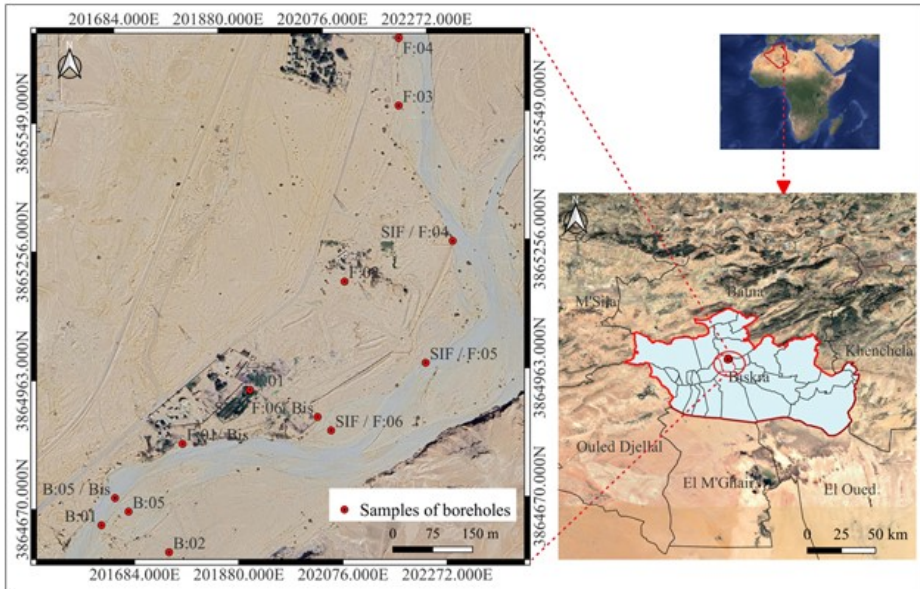 201684.000E 201880.000E 202076.000E 202272.000E
3865549.000N
3865256.000N
3864963.000N
3864670.000N
F:04
F:03
SIF / F:04
SIF / F:05
F:06/ Bis
SIF / F:06
F:01/ Bis
B:05 / Bis
B:05
B:01
B:02
Samples of boreholes
0 75 150 m
3865549.000N
3865256.000N
3864963.000N
3864670.000N
201684.000E 201880.000E 202076.000E 202272.000E
M'Sila
Batna
Khenchela
Biskra
Ouled Djellal
El M'Ghair
El Oued
0 25 50 km